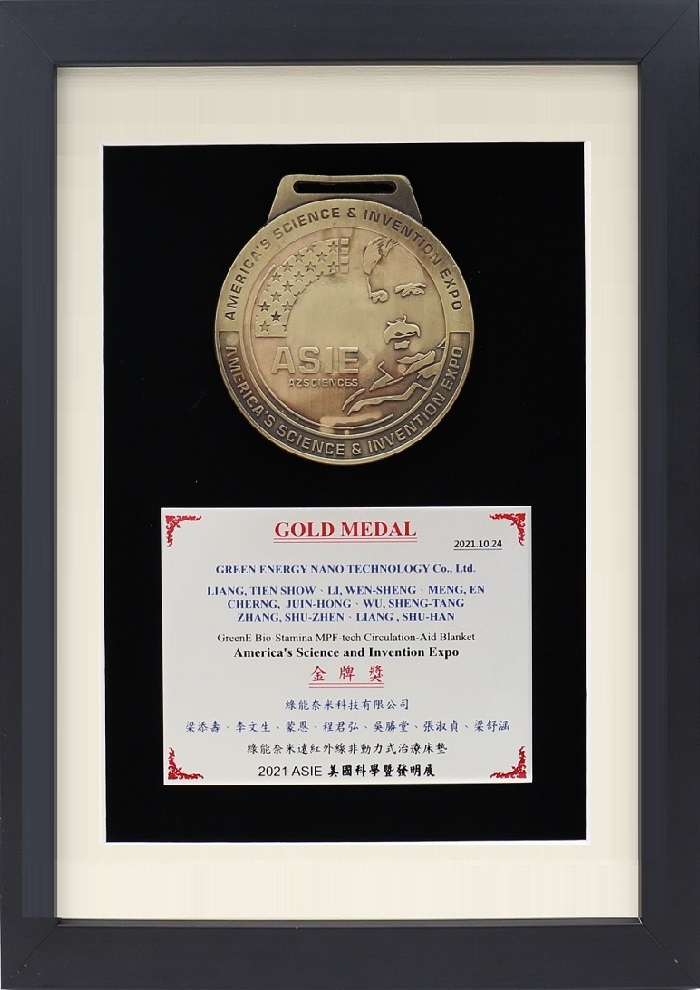 AMERICA'S SCIENCE & INVENTION EXPO
ASIE
AZSCIENCES
AMERICA'S SCIENCE & INVENTION EXPO
GOLD MEDAL
2021.10.24
GREEN ENERGY NANO TECHNOLOGY Co., Ltd.
LIANG, TIEN SHOW、LI, WEN-SHENG、MENG, EN
CHERNG, JUIN-HONG、WU, SHENG-TANG
ZHANG, SHU-ZHEN、LIANG , SHU-HAN
GreenE Bio-Stamina MPF-tech Circulation-Aid Blanket
America's Science and Invention Expo
金 牌 獎
綠能奈米科技有限公司
梁添壽、李文生、蒙恩、程君弘、吳勝堂、張淑貞、梁舒涵
綠能奈米遠紅外線非動力式治療床墊
2021 ASIE 美國科學暨發明展